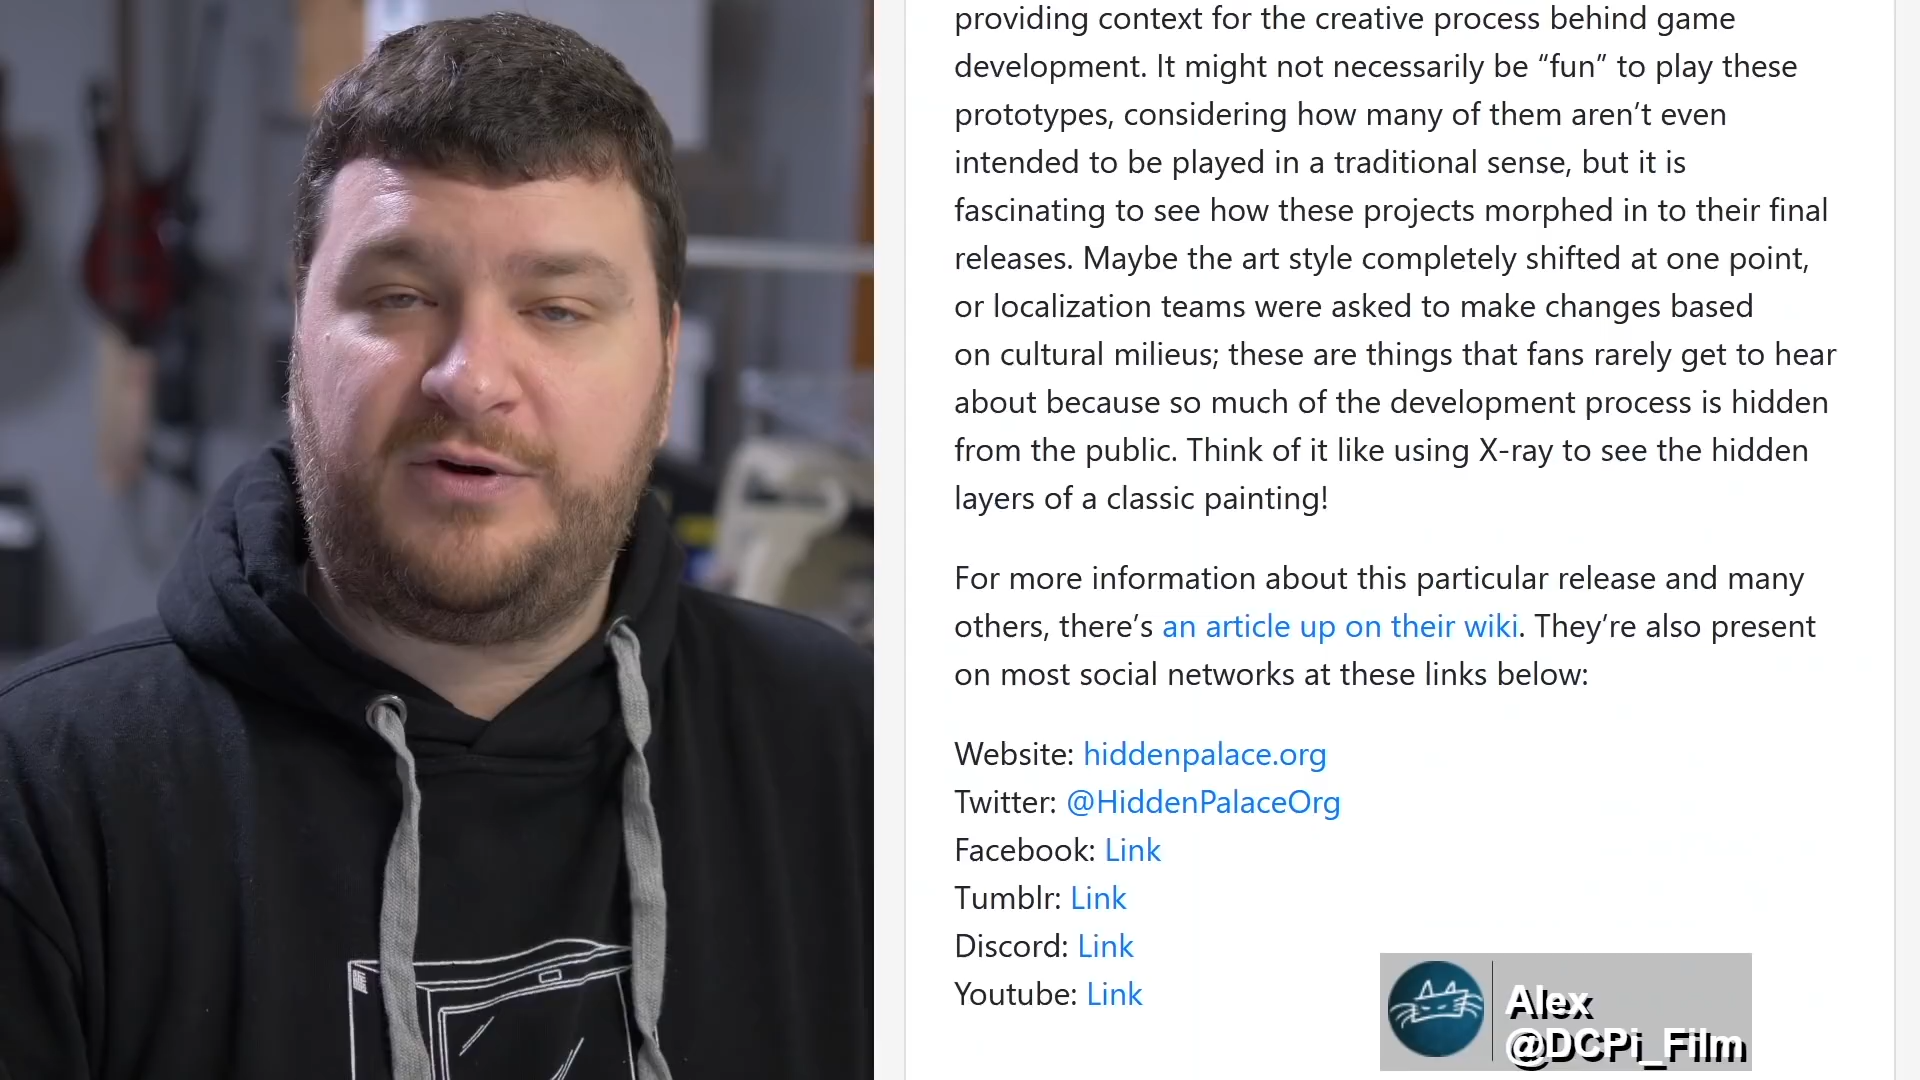 providing context for the creative process behind game
development. It might not necessarily be “fun” to play these
prototypes, considering how many of them aren’t even
intended to be played in a traditional sense, but it is
fascinating to see how these projects morphed in to their final
releases. Maybe the art style completely shifted at one point,
or localization teams were asked to make changes based
on cultural milieus; these are things that fans rarely get to hear
about because so much of the development process is hidden
from the public. Think of it like using X-ray to see the hidden
layers of a classic painting!
For more information about this particular release and many
others, there’s an article up on their wiki. They’re also present
on most social networks at these links below:
Website: hiddenpalace.org
Twitter: @HiddenPalaceOrg
Facebook: Link
Tumblr: Link
Discord: Link
Youtube: Link
Alex
@DCPi_Film